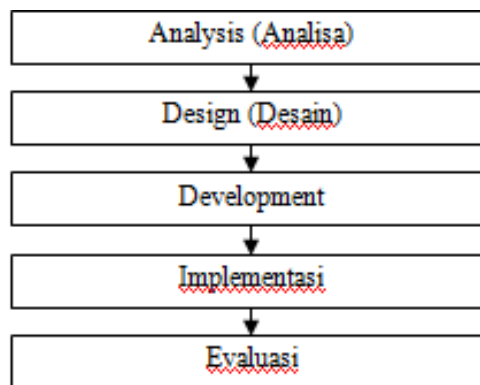 Analysis (Analisa)
Design (Desain)
Development
Implementasi
Evaluasi